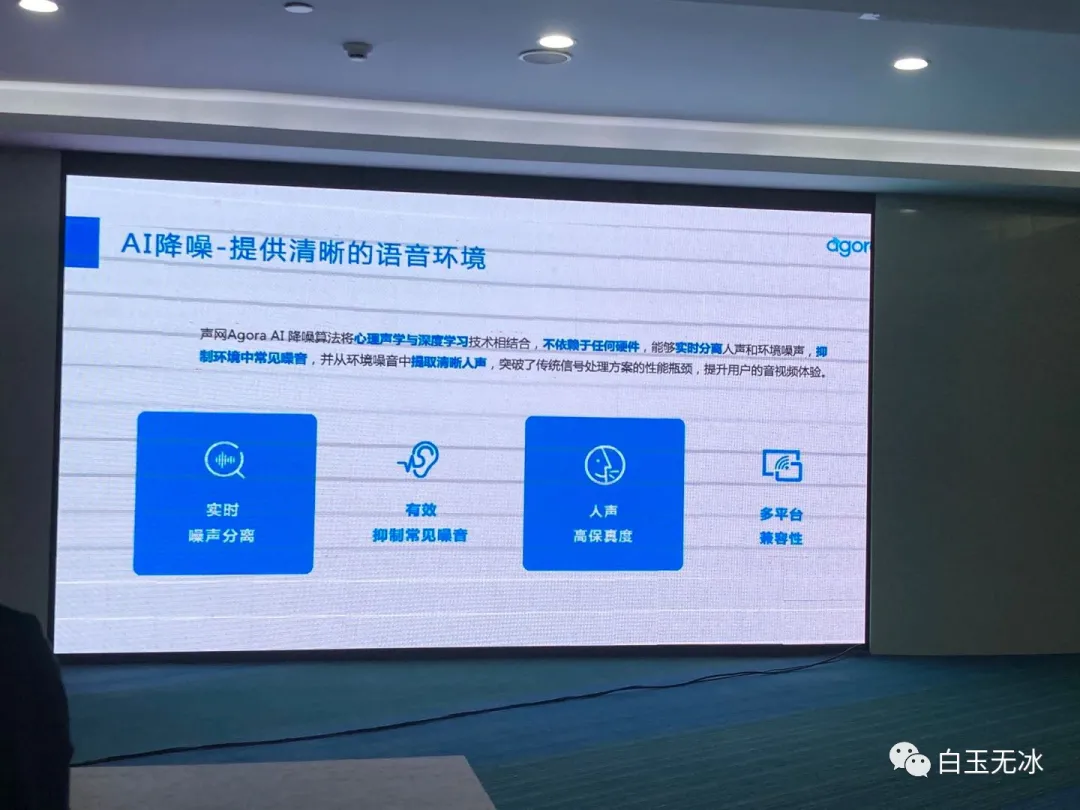 AI降噪-提供清晰的语音环境
agor
声网Agora AI 降噪算法将心理声学与深度学习技术相结合，不依赖于任何硬件，能够实时分离人声和环境噪声，抑
制环境中常见噪音，并从环境噪音中提取清晰人声，突破了传统信号处理方案的性能瓶颈，提升用户的音视频体验。
实时
噪声分离
有效
抑制常见噪音
人声
高保真度
多平台
兼容性
白玉无冰